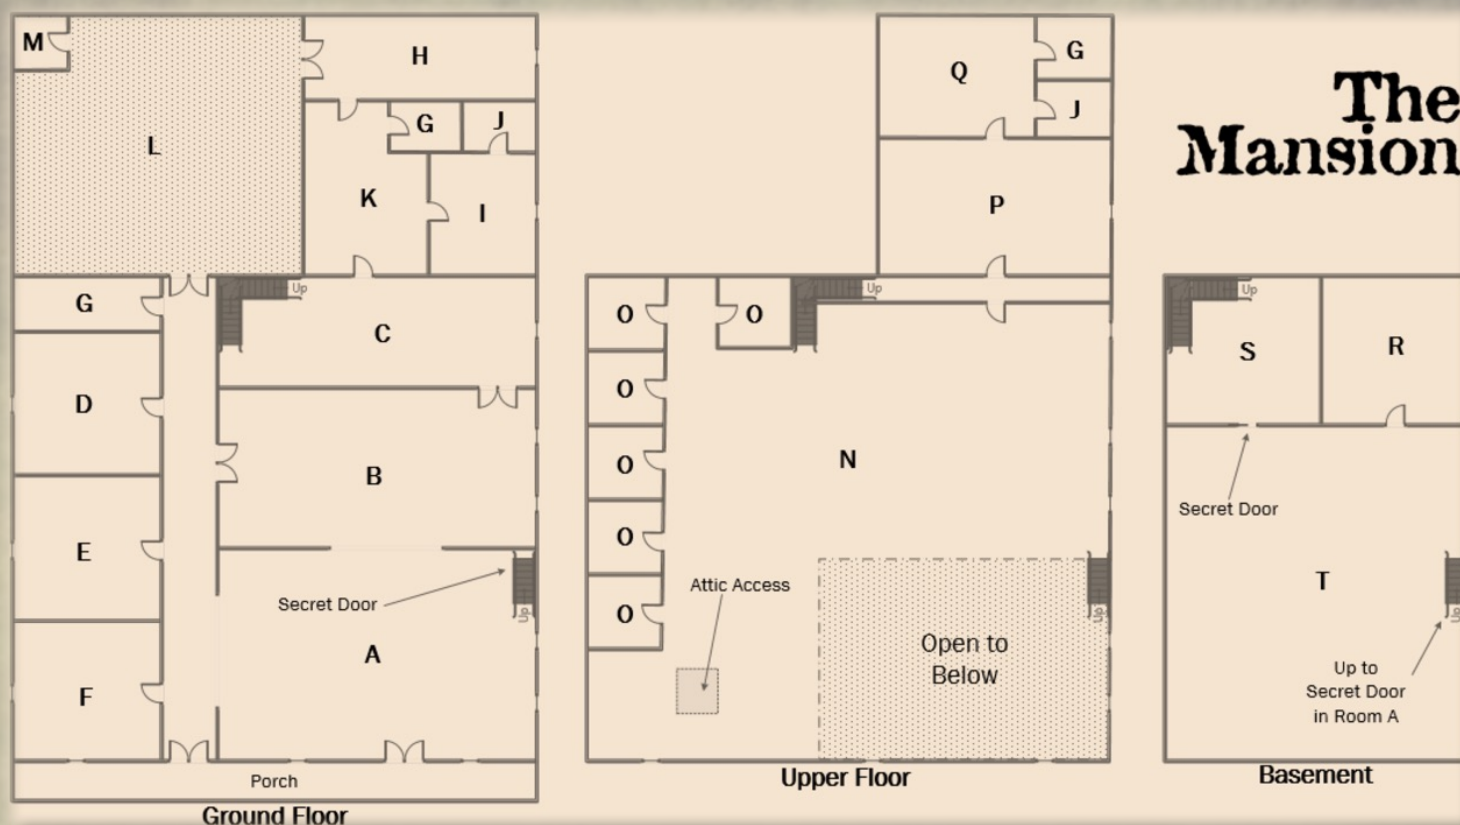 The
Mansion
M
L
H
G
J
K
I
G
Up
C
D
B
E
Secret Door
Up
A
F
Porch
Ground Floor
Q
G
J
P
O
O
Up
O
N
O
O
Attic Access
O
Open to
Below
Up
Upper Floor
Up
S
R
Secret Door
T
Up
Up to
Secret Door
in Room A
Basement